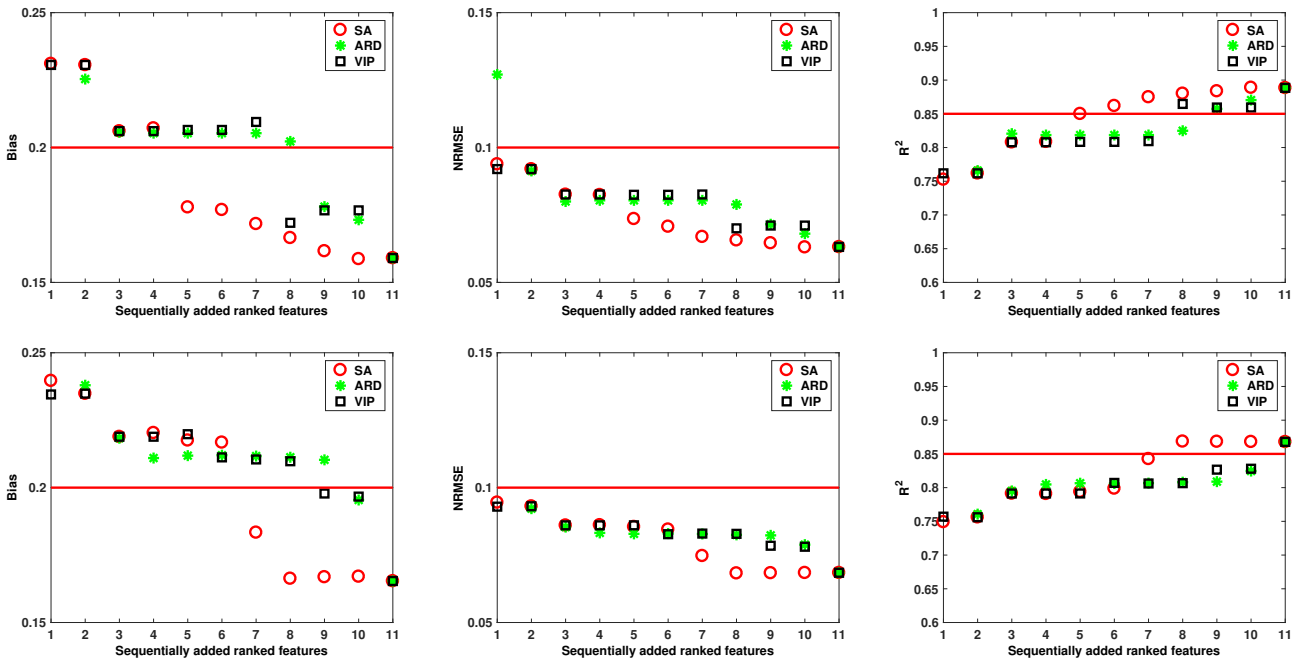 0.25
0.2
0.15
Bias
SA
ARD
VIP
1 2 3 4 5 6 7 8 9 10 11
Sequentially added ranked features
0.15
0.1
0.05
NRMSE
SA
ARD
VIP
1 2 3 4 5 6 7 8 9 10 11
Sequentially added ranked features
1
0.95
0.9
0.85
0.8
0.75
0.7
0.65
0.6
R²
SA
ARD
VIP
1 2 3 4 5 6 7 8 9 10 11
Sequentially added ranked features
0.25
0.2
0.15
Bias
SA
ARD
VIP
1 2 3 4 5 6 7 8 9 10 11
Sequentially added ranked features
0.15
0.1
0.05
NRMSE
SA
ARD
VIP
1 2 3 4 5 6 7 8 9 10 11
Sequentially added ranked features
1
0.95
0.9
0.85
0.8
0.75
0.7
0.65
0.6
R²
SA
ARD
VIP
1 2 3 4 5 6 7 8 9 10 11
Sequentially added ranked features